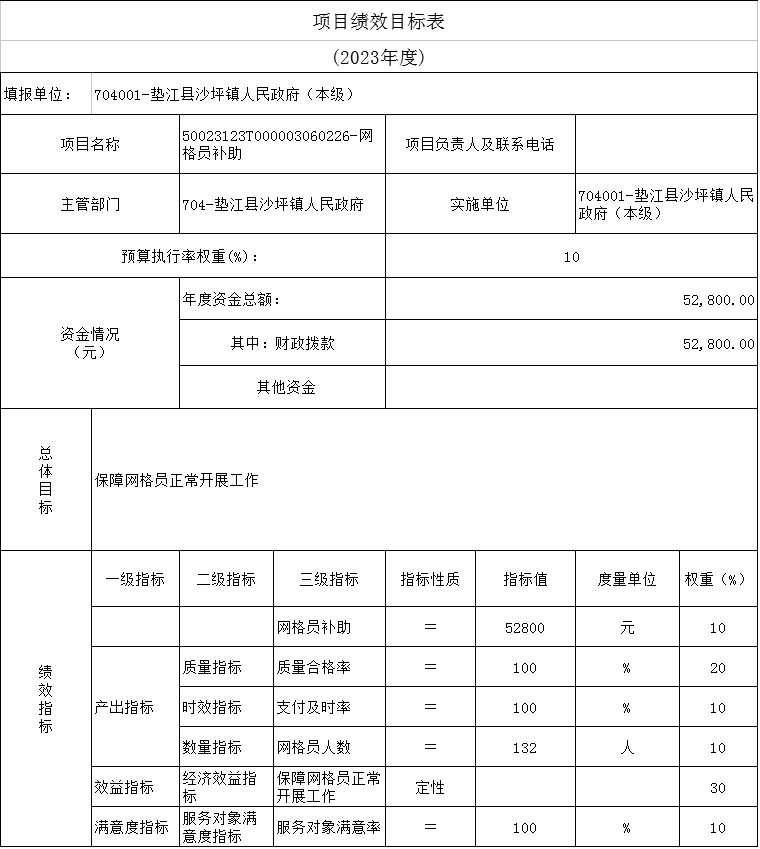 项目绩效目标表
(2023年度)
填报单位： 704001-垫江县沙坪镇人民政府（本级）
项目名称 50023123T000003060226-网格员补助 项目负责人及联系电话
主管部门 704-垫江县沙坪镇人民政府 实施单位 704001-垫江县沙坪镇人民政府（本级）
预算执行率权重(%)： 10
资金情况（元）
年度资金总额： 52,800.00
其中：财政拨款 52,800.00
其他资金
总体目标 保障网格员正常开展工作
绩效指标
一级指标 二级指标 三级指标 指标性质 指标值 度量单位 权重（%）
网格员补助 ＝ 52800 元 10
产出指标
质量指标 质量合格率 ＝ 100 % 20
时效指标 支付及时率 ＝ 100 % 10
数量指标 网格员人数 ＝ 132 人 10
效益指标 经济效益指标 保障网格员正常开展工作 定性 30
满意度指标 服务对象满意度指标 服务对象满意率 ＝ 100 % 10